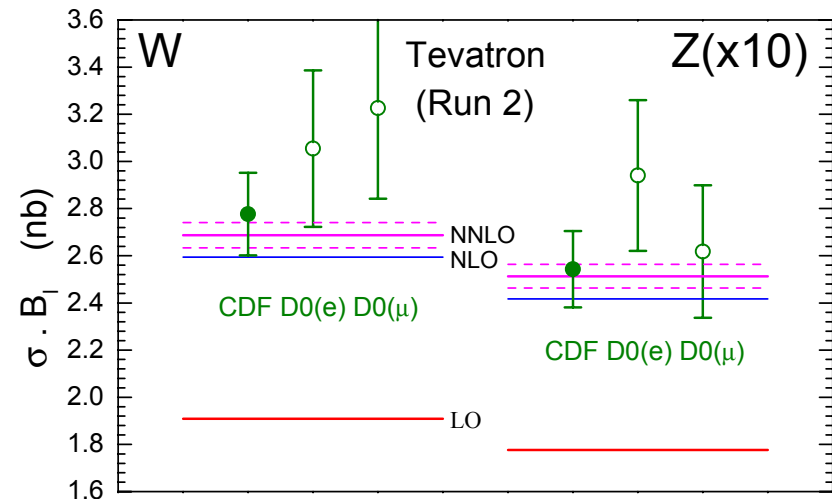 W
Tevatron
(Run 2)
Z(x10)
σ . B_l (nb)
3.6
3.4
3.2
3.0
2.8
2.6
2.4
2.2
2.0
1.8
1.6
NNLO
NLO
CDF D0(e) D0(μ)
CDF D0(e) D0(μ)
LO